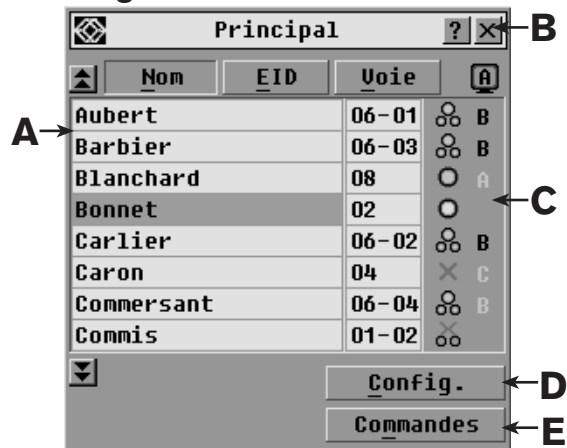 Principal ? × B
Nom EID Voie A
A
Aubert 06-01 B
Barbier 06-03 B
Blanchard 08 A
C
Bonnet 02
Carlier 06-02 B
Caron 04 C
Commersant 06-04 B
Commis 01-02
Config. D
Commandes E